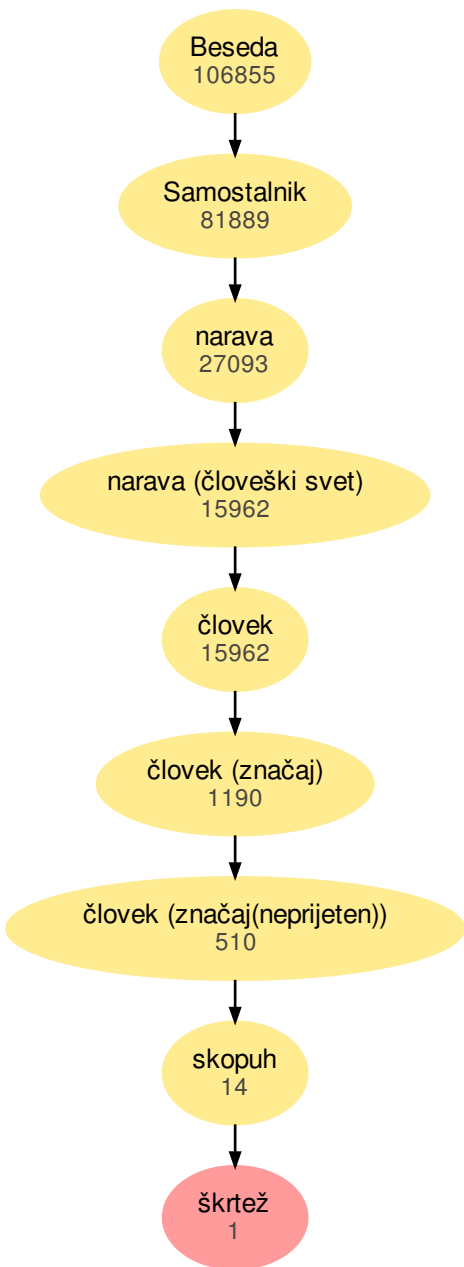 Beseda
106855
Samostalnik
81889
narava
27093
narava (človeški svet)
15962
človek
15962
človek (značaj)
1190
človek (značaj(neprijeten))
510
skopuh
14
škrtež
1